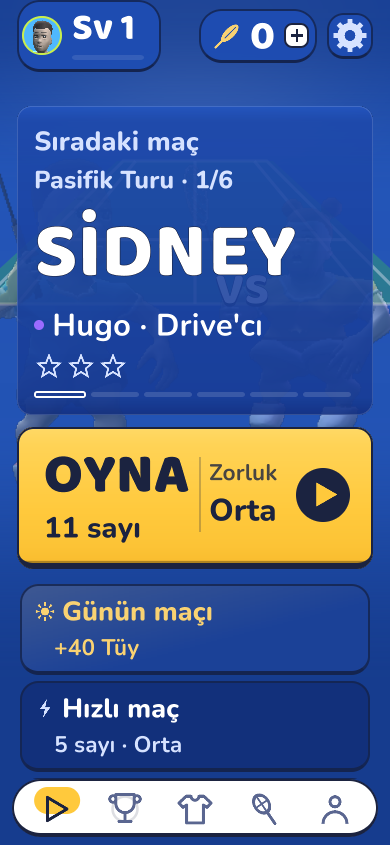 Sv 1
0
Sıradaki maç
Pasifik Turu · 1/6
SİDNEY
VS
Hugo · Drive'cı
OYNA
11 sayı
Zorluk
Orta
Günün maçı
+40 Tüy
Hızlı maç
5 sayı · Orta